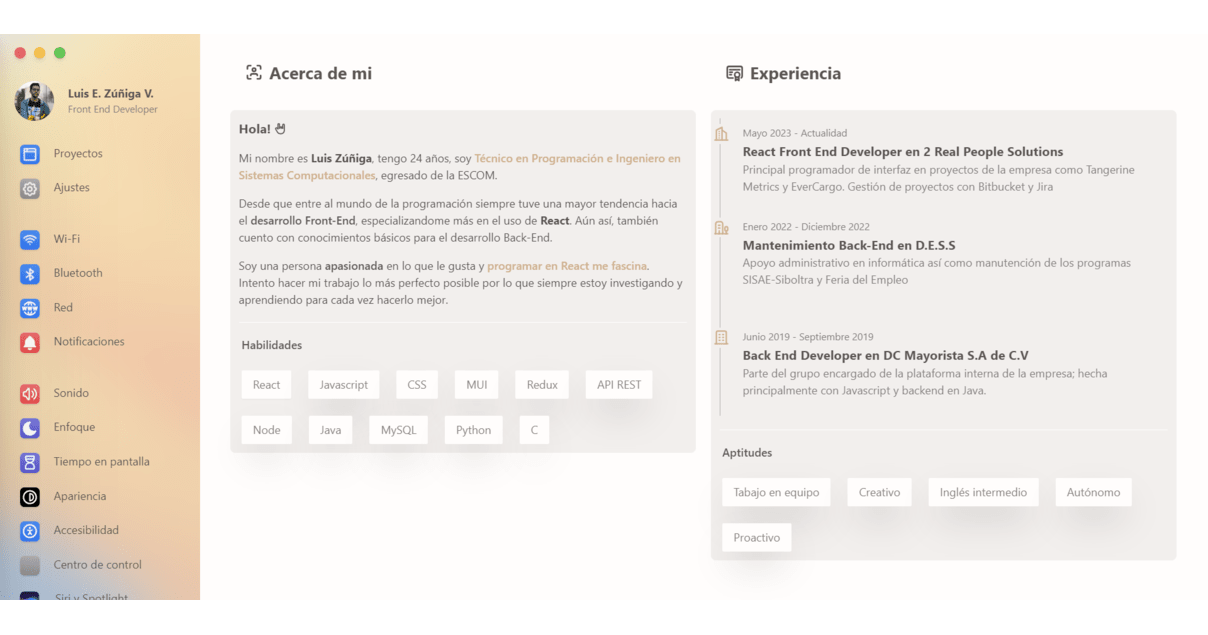 Luis E. Zúñiga V.
Front End Developer
Proyectos
Ajustes
Wi-Fi
Bluetooth
Red
Notificaciones
Sonido
Enfoque
Tiempo en pantalla
Apariencia
Accesibilidad
Centro de control
Siri y Spotlight
Acerca de mi
Hola!
Mi nombre es Luis Zúñiga, tengo 24 años, soy Técnico en Programación e Ingeniero en
Sistemas Computacionales, egresado de la ESCOM.
Desde que entre al mundo de la programación siempre tuve una mayor tendencia hacia
el desarrollo Front-End, especializandome más en el uso de React. Aún así, también
cuento con conocimientos básicos para el desarrollo Back-End.
Soy una persona apasionada en lo que le gusta y programar en React me fascina.
Intento hacer mi trabajo lo más perfecto posible por lo que siempre estoy investigando y
aprendiendo para cada vez hacerlo mejor.
Habilidades
React Javascript CSS MUI Redux API REST
Node Java MySQL Python C
Experiencia
Mayo 2023 - Actualidad
React Front End Developer en 2 Real People Solutions
Principal programador de interfaz en proyectos de la empresa como Tangerine
Metrics y EverCargo. Gestión de proyectos con Bitbucket y Jira
Enero 2022 - Diciembre 2022
Mantenimiento Back-End en D.E.S.S
Apoyo administrativo en informática así como manutención de los programas
SISAE-Siboltra y Feria del Empleo
Junio 2019 - Septiembre 2019
Back End Developer en DC Mayorista S.A de C.V
Parte del grupo encargado de la plataforma interna de la empresa; hecha
principalmente con Javascript y backend en Java.
Aptitudes
Tabajo en equipo Creativo Inglés intermedio Autónomo
Proactivo